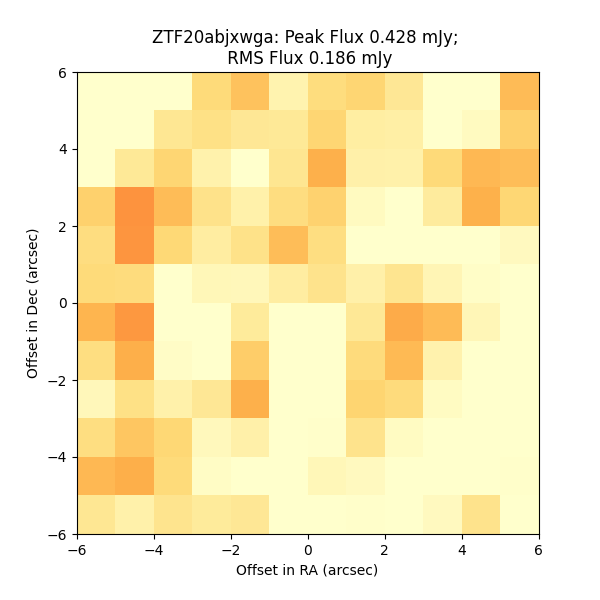 ZTF20abjxwga: Peak Flux 0.428 mJy;
RMS Flux 0.186 mJy
6
4
2
0
−2
−4
−6
Offset in Dec (arcsec)
−6 −4 −2 0 2 4 6
Offset in RA (arcsec)